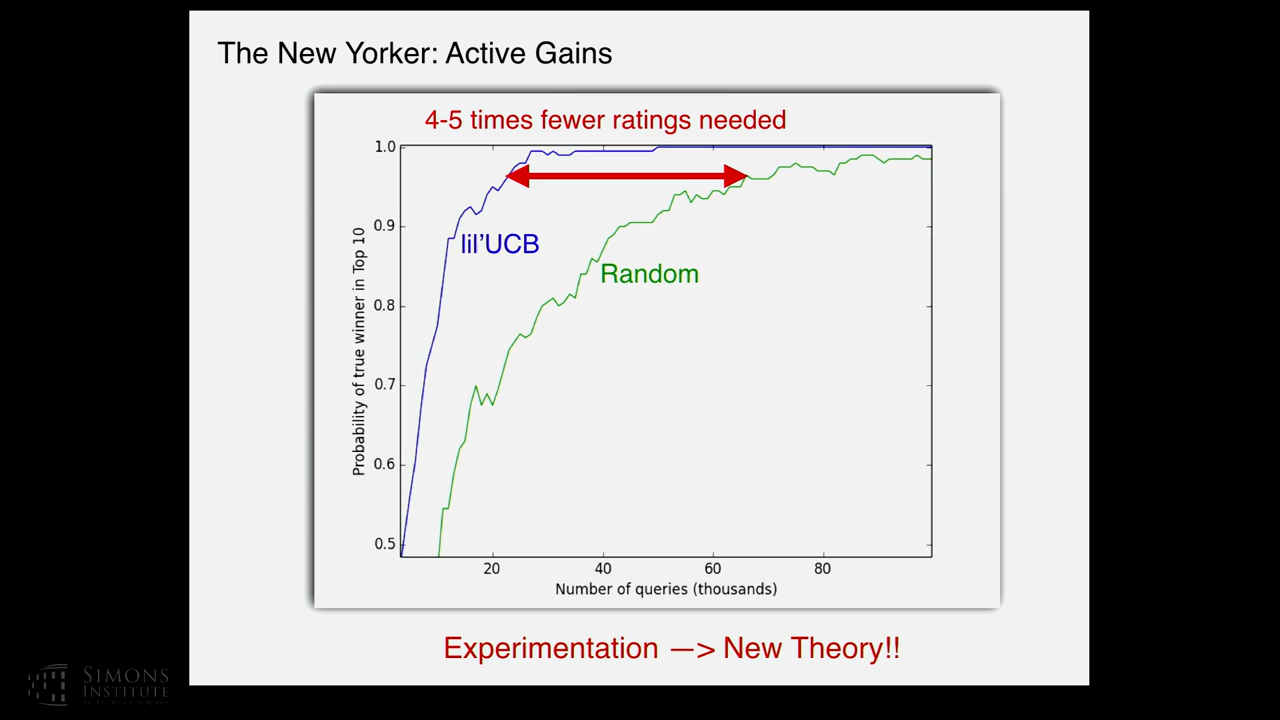 The New Yorker: Active Gains
4-5 times fewer ratings needed
1.0
0.9
0.8
0.7
0.6
0.5
Probability of true winner in Top 10
lil'UCB
Random
20
40
60
80
Number of queries (thousands)
Experimentation —> New Theory!!
SIMONS
INSTITUTE